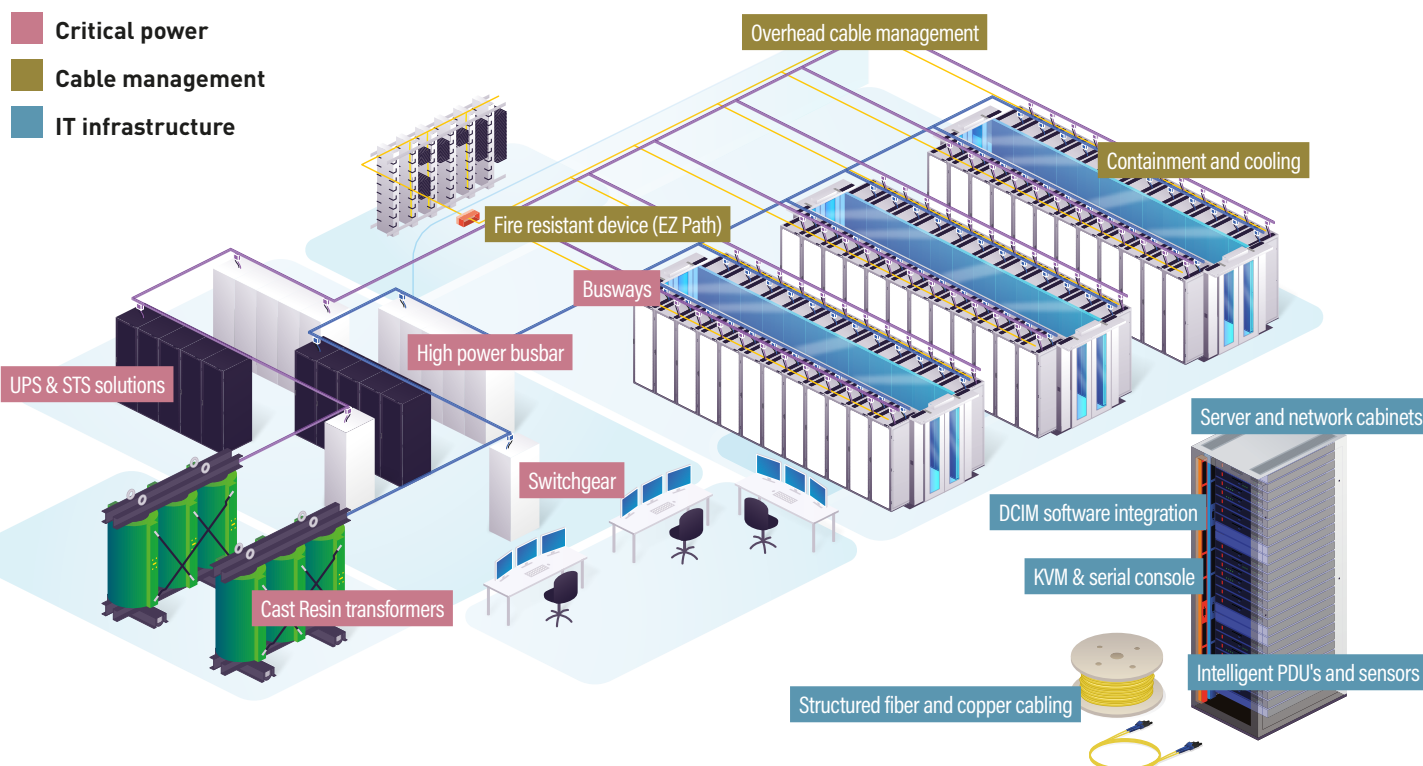 Critical power
Cable management
IT infrastructure
Overhead cable management
Containment and cooling
Fire resistant device (EZ Path)
Busways
High power busbar
UPS & STS solutions
Switchgear
Cast Resin transformers
Server and network cabinets
DCIM software integration
KVM & serial console
Intelligent PDU's and sensors
Structured fiber and copper cabling